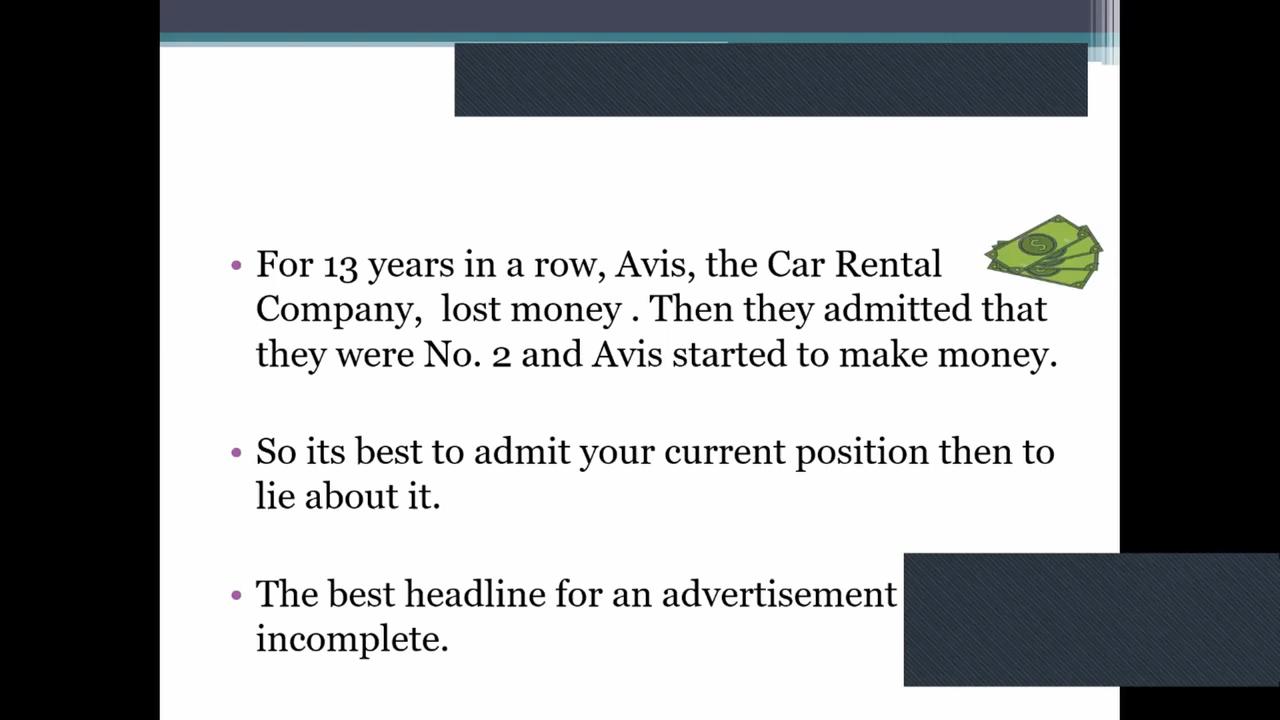 • For 13 years in a row, Avis, the Car Rental
Company,  lost money . Then they admitted that
they were No. 2 and Avis started to make money.
• So its best to admit your current position then to
lie about it.
• The best headline for an advertisement
incomplete.